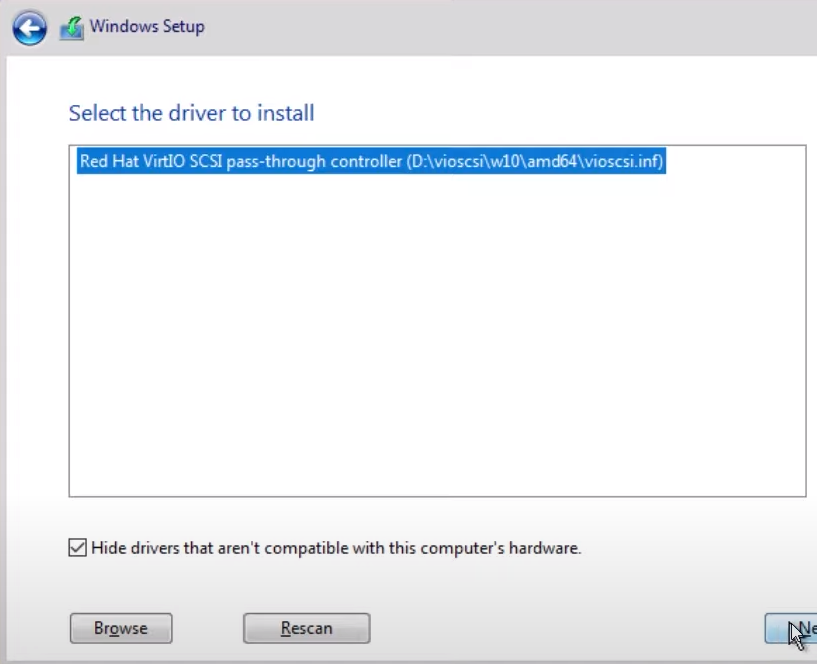 Windows Setup
Select the driver to install
Red Hat VirtIO SCSI pass-through controller (D:\vioscsi\w10\amd64\vioscsi.inf)
Hide drivers that aren't compatible with this computer's hardware.
Browse
Rescan